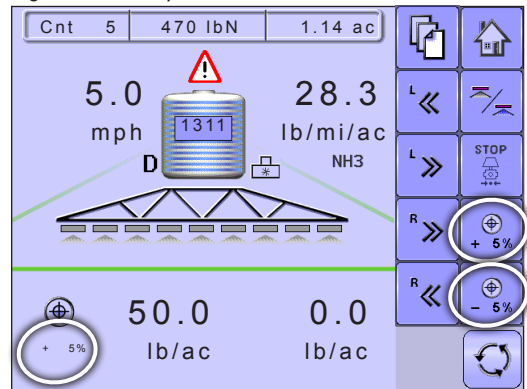 Cnt 5 470 lbN 1.14 ac
5.0 28.3
mph 1311 lb/mi/ac
D NH3
50.0 0.0
+ 5% lb/ac lb/ac
L
L STOP
R + 5%
R - 5%